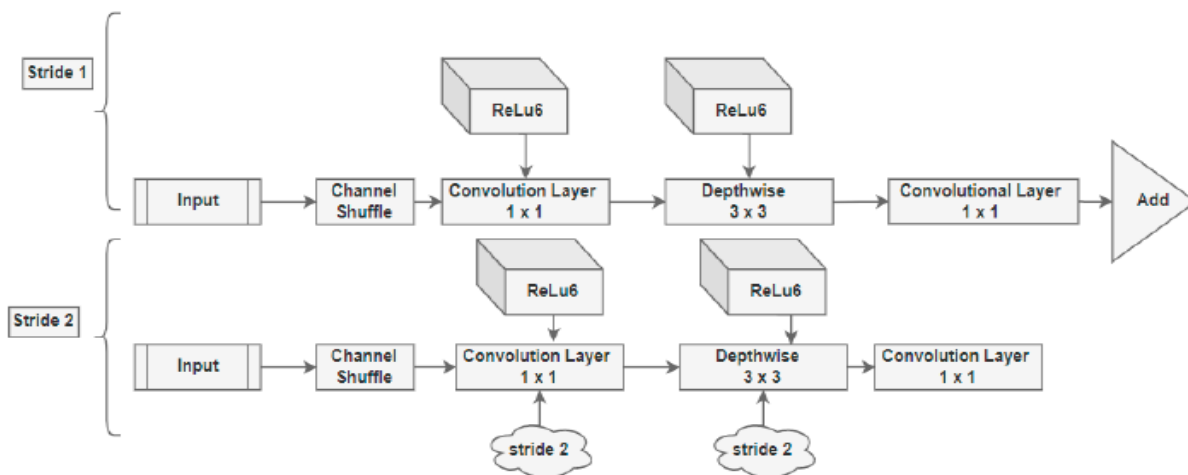 Stride 1
ReLu6
ReLu6
Input
Channel
Shuffle
Convolution Layer
1 x 1
Depthwise
3 x 3
Convolutional Layer
1 x 1
Add
Stride 2
ReLu6
ReLu6
Input
Channel
Shuffle
Convolution Layer
1 x 1
Depthwise
3 x 3
Convolution Layer
1 x 1
stride 2
stride 2